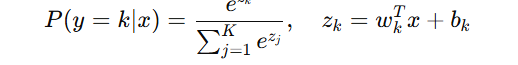 P(y = k|x) = e^{z_k} / \sum_{j=1}^{K} e^{z_j}, z_k = w_k^T x + b_k